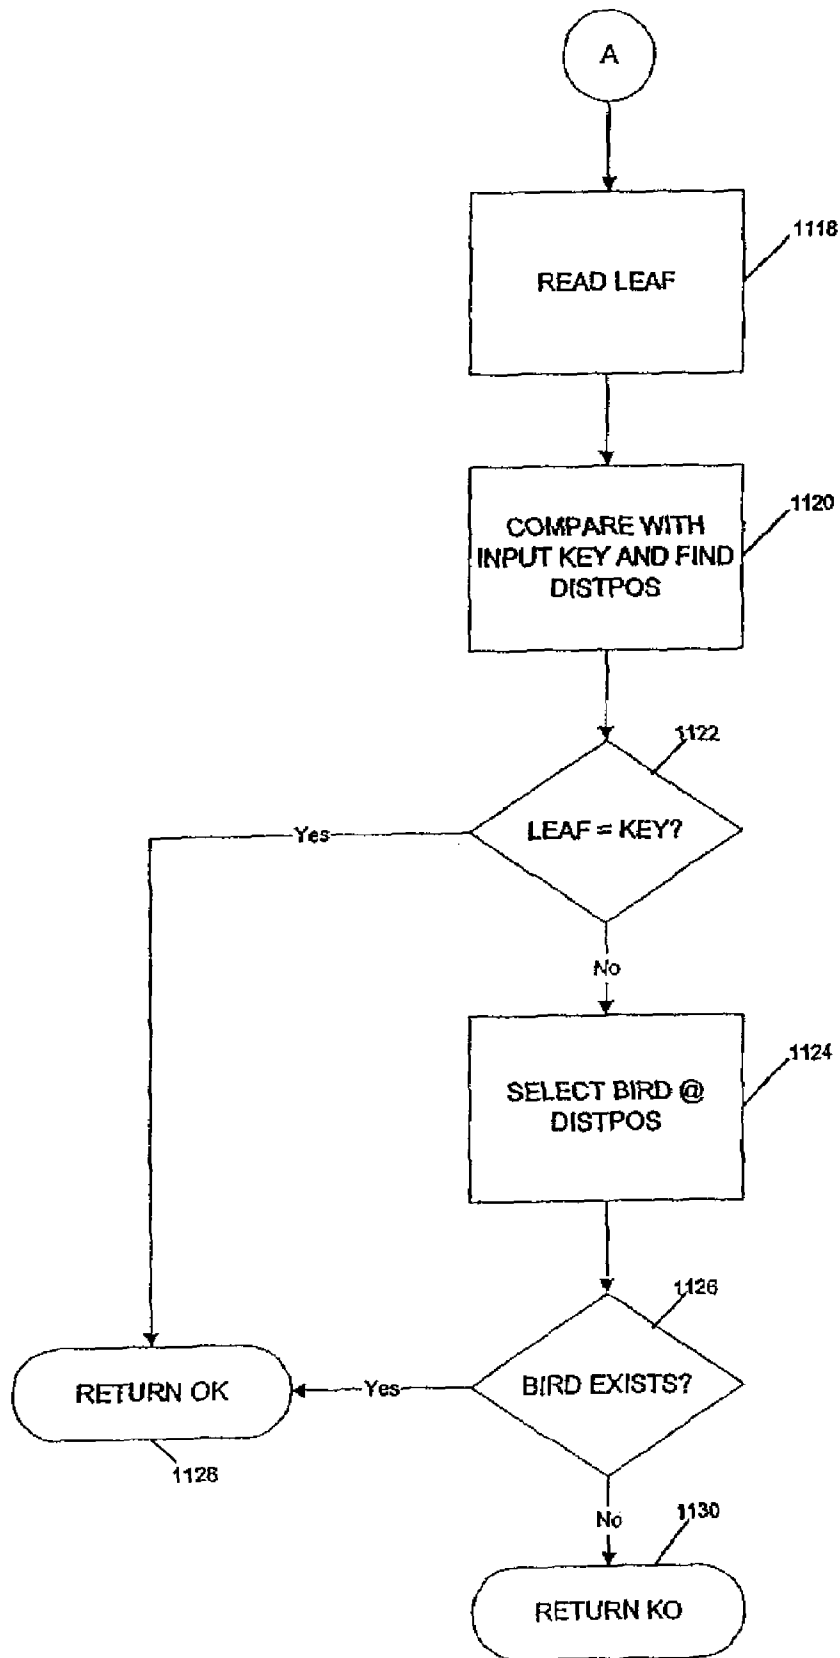 A
READ LEAF
1118
COMPARE WITH
INPUT KEY AND FIND
DISTPOS
1120
LEAF = KEY?
1122
Yes
No
SELECT BIRD @
DISTPOS
1124
BIRD EXISTS?
1126
Yes
RETURN OK
1128
No
1130
RETURN KO